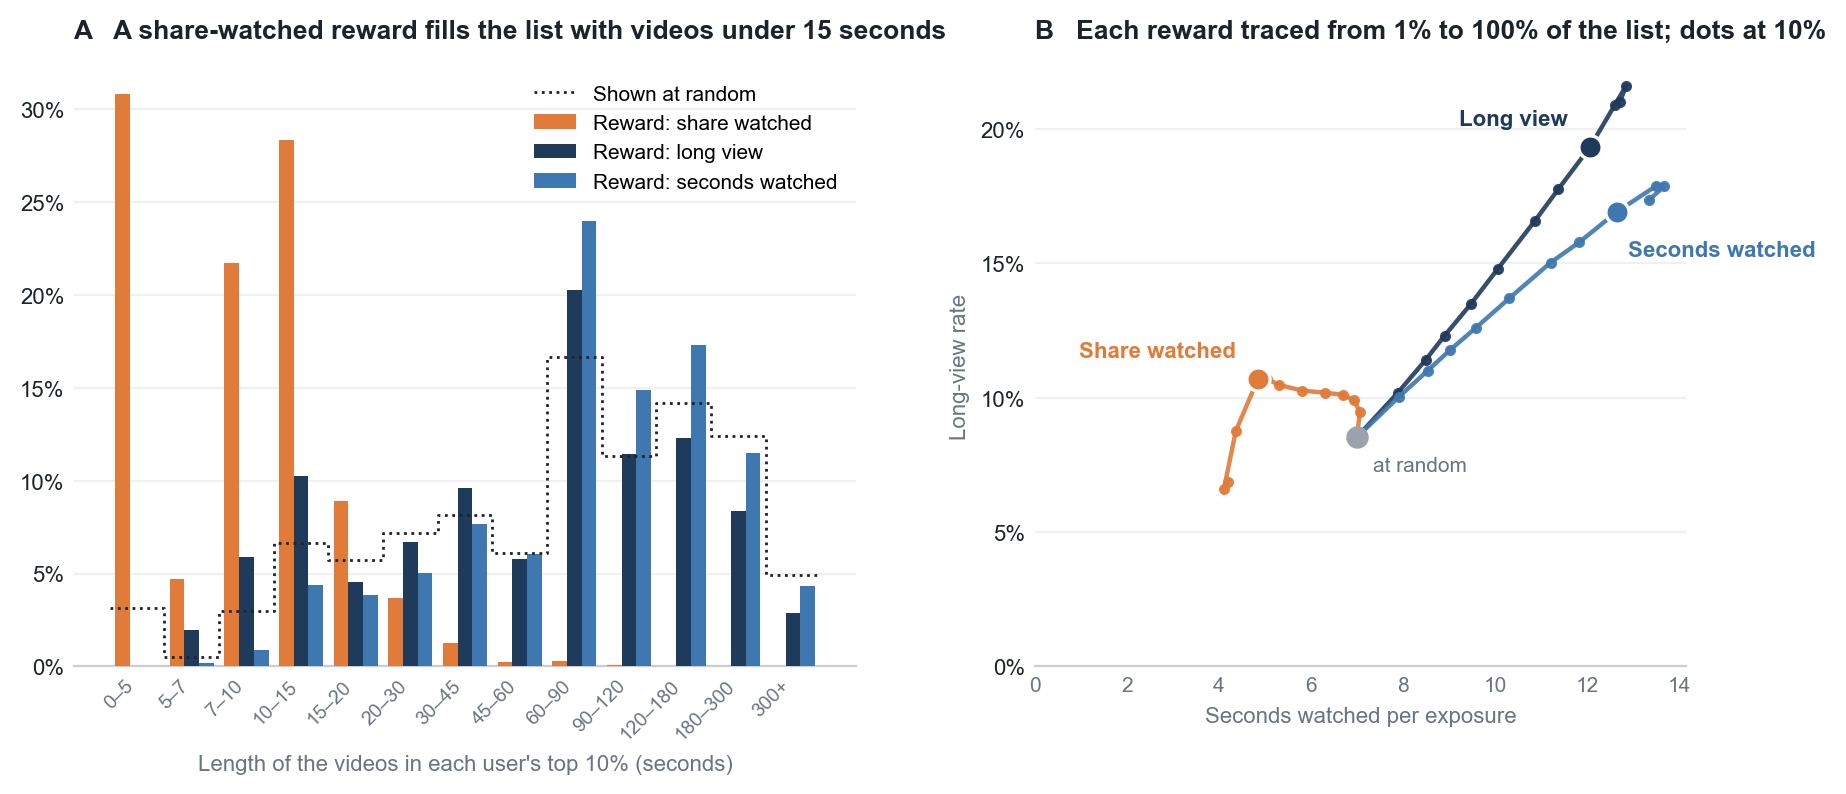 A A share-watched reward fills the list with videos under 15 seconds
30%
25%
20%
15%
10%
5%
0%
Shown at random
Reward: share watched
Reward: long view
Reward: seconds watched
0–5
5–7
7–10
10–15
15–20
20–30
30–45
45–60
60–90
90–120
120–180
180–300
300+
Length of the videos in each user's top 10% (seconds)
B Each reward traced from 1% to 100% of the list; dots at 10%
Long-view rate
20%
15%
10%
5%
0%
Long view
Seconds watched
Share watched
at random
0
2
4
6
8
10
12
14
Seconds watched per exposure